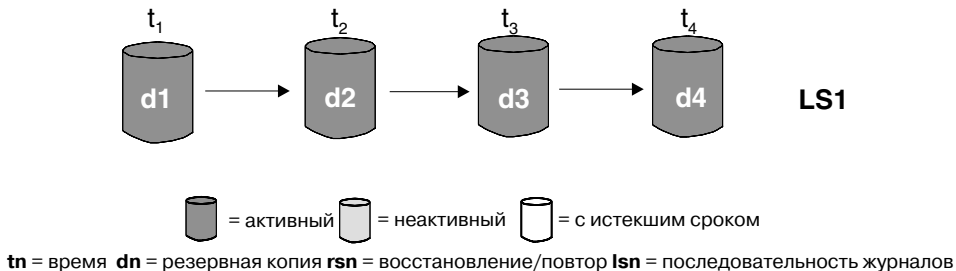 t1 t2 t3 t4
d1 d2 d3 d4 LS1
= активный = неактивный = с истекшим сроком
tn = время dn = резервная копия rsn = восстановление/повтор lsn = последовательность журналов